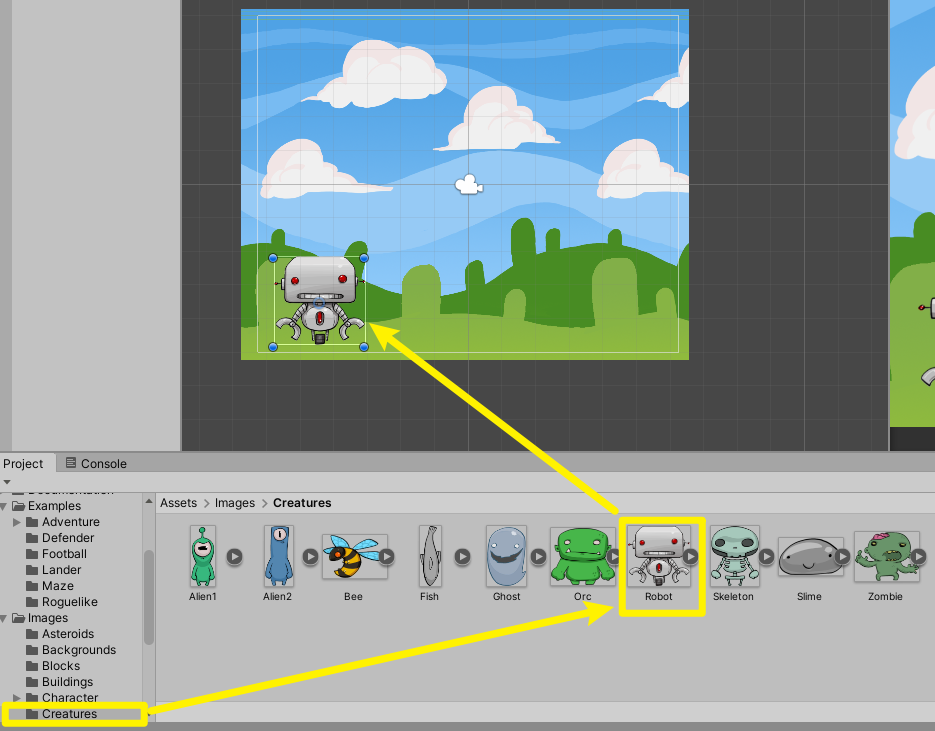 Project
Console
Documentation
Examples
Adventure
Defender
Football
Lander
Maze
Roguelike
Images
Asteroids
Backgrounds
Blocks
Buildings
Character
Creatures
Assets > Images > Creatures
Alien1 Alien2 Bee Fish Ghost Orc Robot Skeleton Slime Zombie